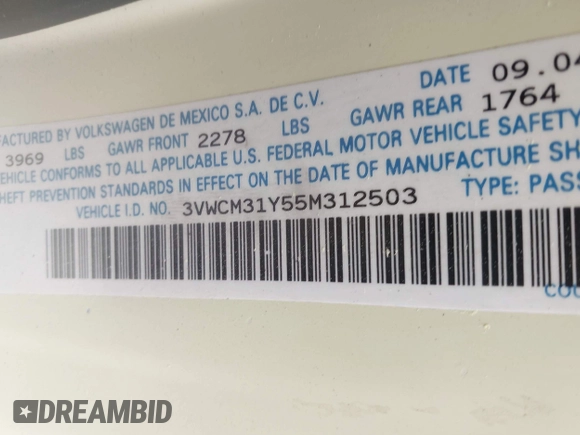 DATE 09.04
FACTURED BY VOLKSWAGEN DE MEXICO S.A. DE C.V.
3969 LBS GAWR FRONT 2278 LBS GAWR REAR 1764
VEHICLE CONFORMS TO ALL APPLICABLE U.S. FEDERAL MOTOR VEHICLE SAFETY
HEFT PREVENTION STANDARDS IN EFFECT ON THE DATE OF MANUFACTURE SH
VEHICLE I.D. NO. 3VWCM31Y55M312503 TYPE: PASS
COU
DREAMBID